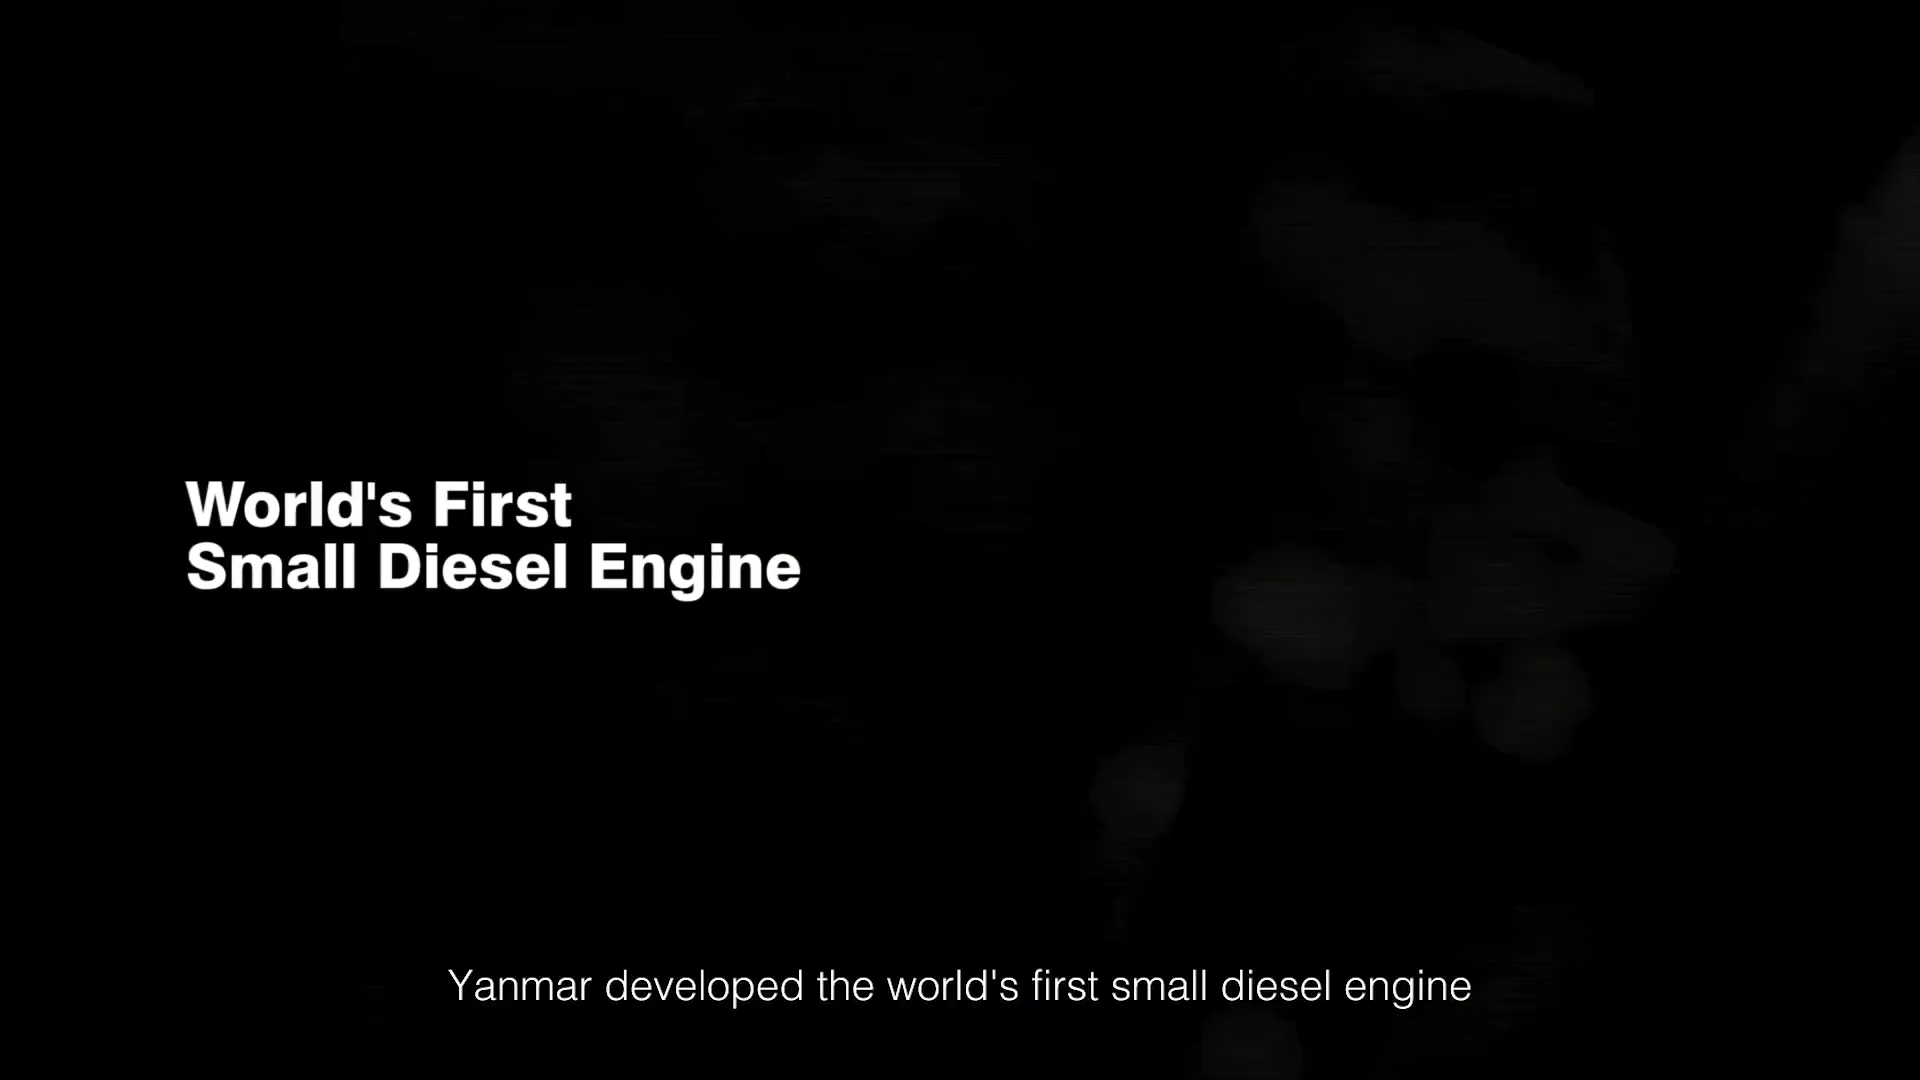 World's First
Small Diesel Engine
Yanmar developed the world's first small diesel engine